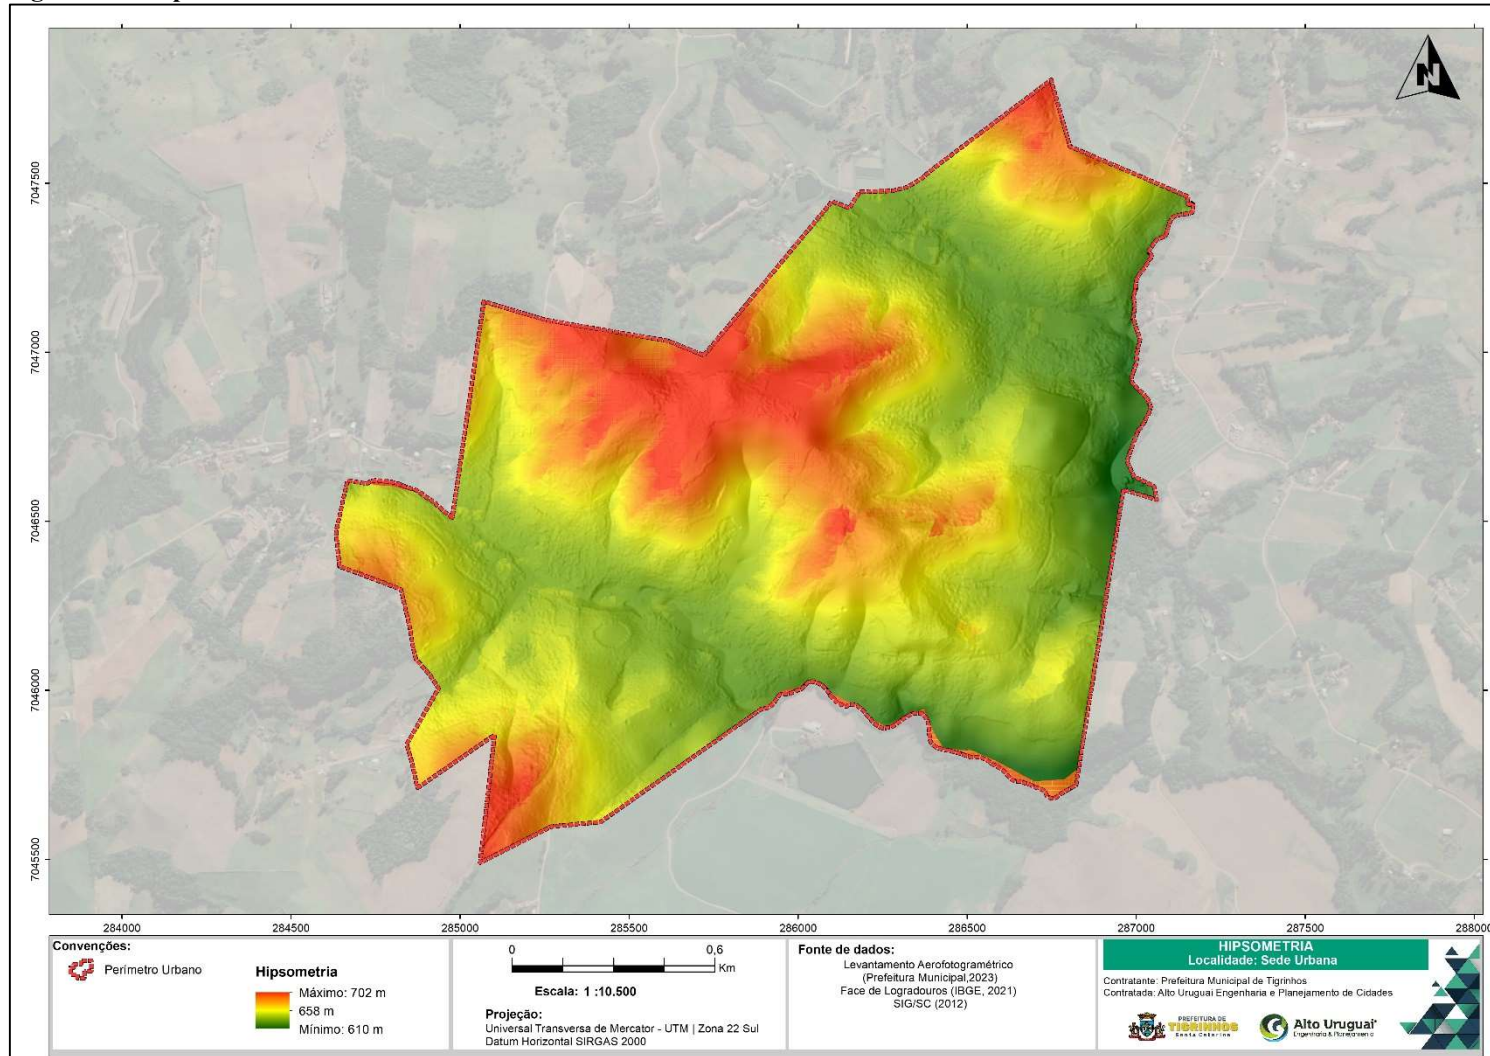 N
7047500
7047000
7046500
7046000
7045500
284000 284500 285000 285500 286000 286500 287000 287500 288000
Convenções:
Perímetro Urbano
Hipsometria
Máximo: 702 m
658 m
Mínimo: 610 m
0 0,6
Km
Escala: 1 :10.500
Projeção:
Universal Transversa de Mercator - UTM | Zona 22 Sul
Datum Horizontal SIRGAS 2000
Fonte de dados:
Levantamento Aerofotogramétrico
(Prefeitura Municipal,2023)
Face de Logradouros (IBGE, 2021)
SIG/SC (2012)
HIPSOMETRIA
Localidade: Sede Urbana
Contratante: Prefeitura Municipal de Tigrinhos
Contratada: Alto Uruguai Engenharia e Planejamento de Cidades
PREFEITURA DE
TIGRINHOS
Santa Catarina
Alto Uruguai
Engenharia & Planejamento